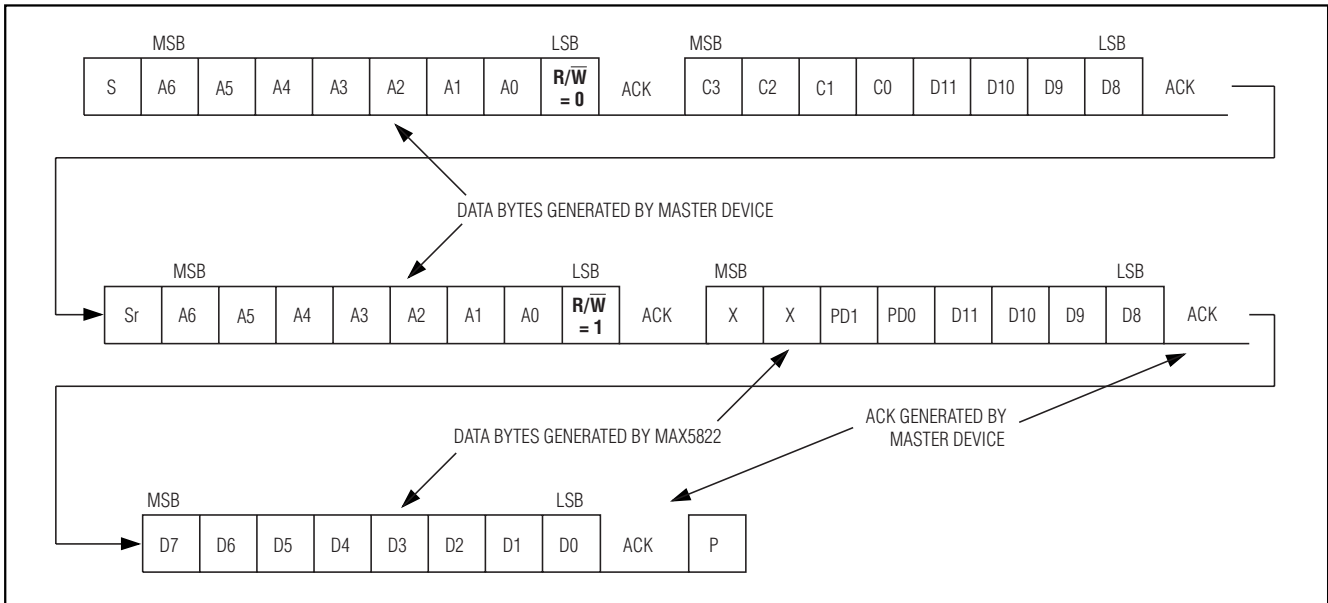 MSB LSB MSB LSB
S A6 A5 A4 A3 A2 A1 A0 R/W̅ = 0 ACK C3 C2 C1 C0 D11 D10 D9 D8 ACK
DATA BYTES GENERATED BY MASTER DEVICE
MSB LSB MSB LSB
Sr A6 A5 A4 A3 A2 A1 A0 R/W̅ = 1 ACK X X PD1 PD0 D11 D10 D9 D8 ACK
DATA BYTES GENERATED BY MAX5822
ACK GENERATED BY
MASTER DEVICE
MSB LSB
D7 D6 D5 D4 D3 D2 D1 D0 ACK P